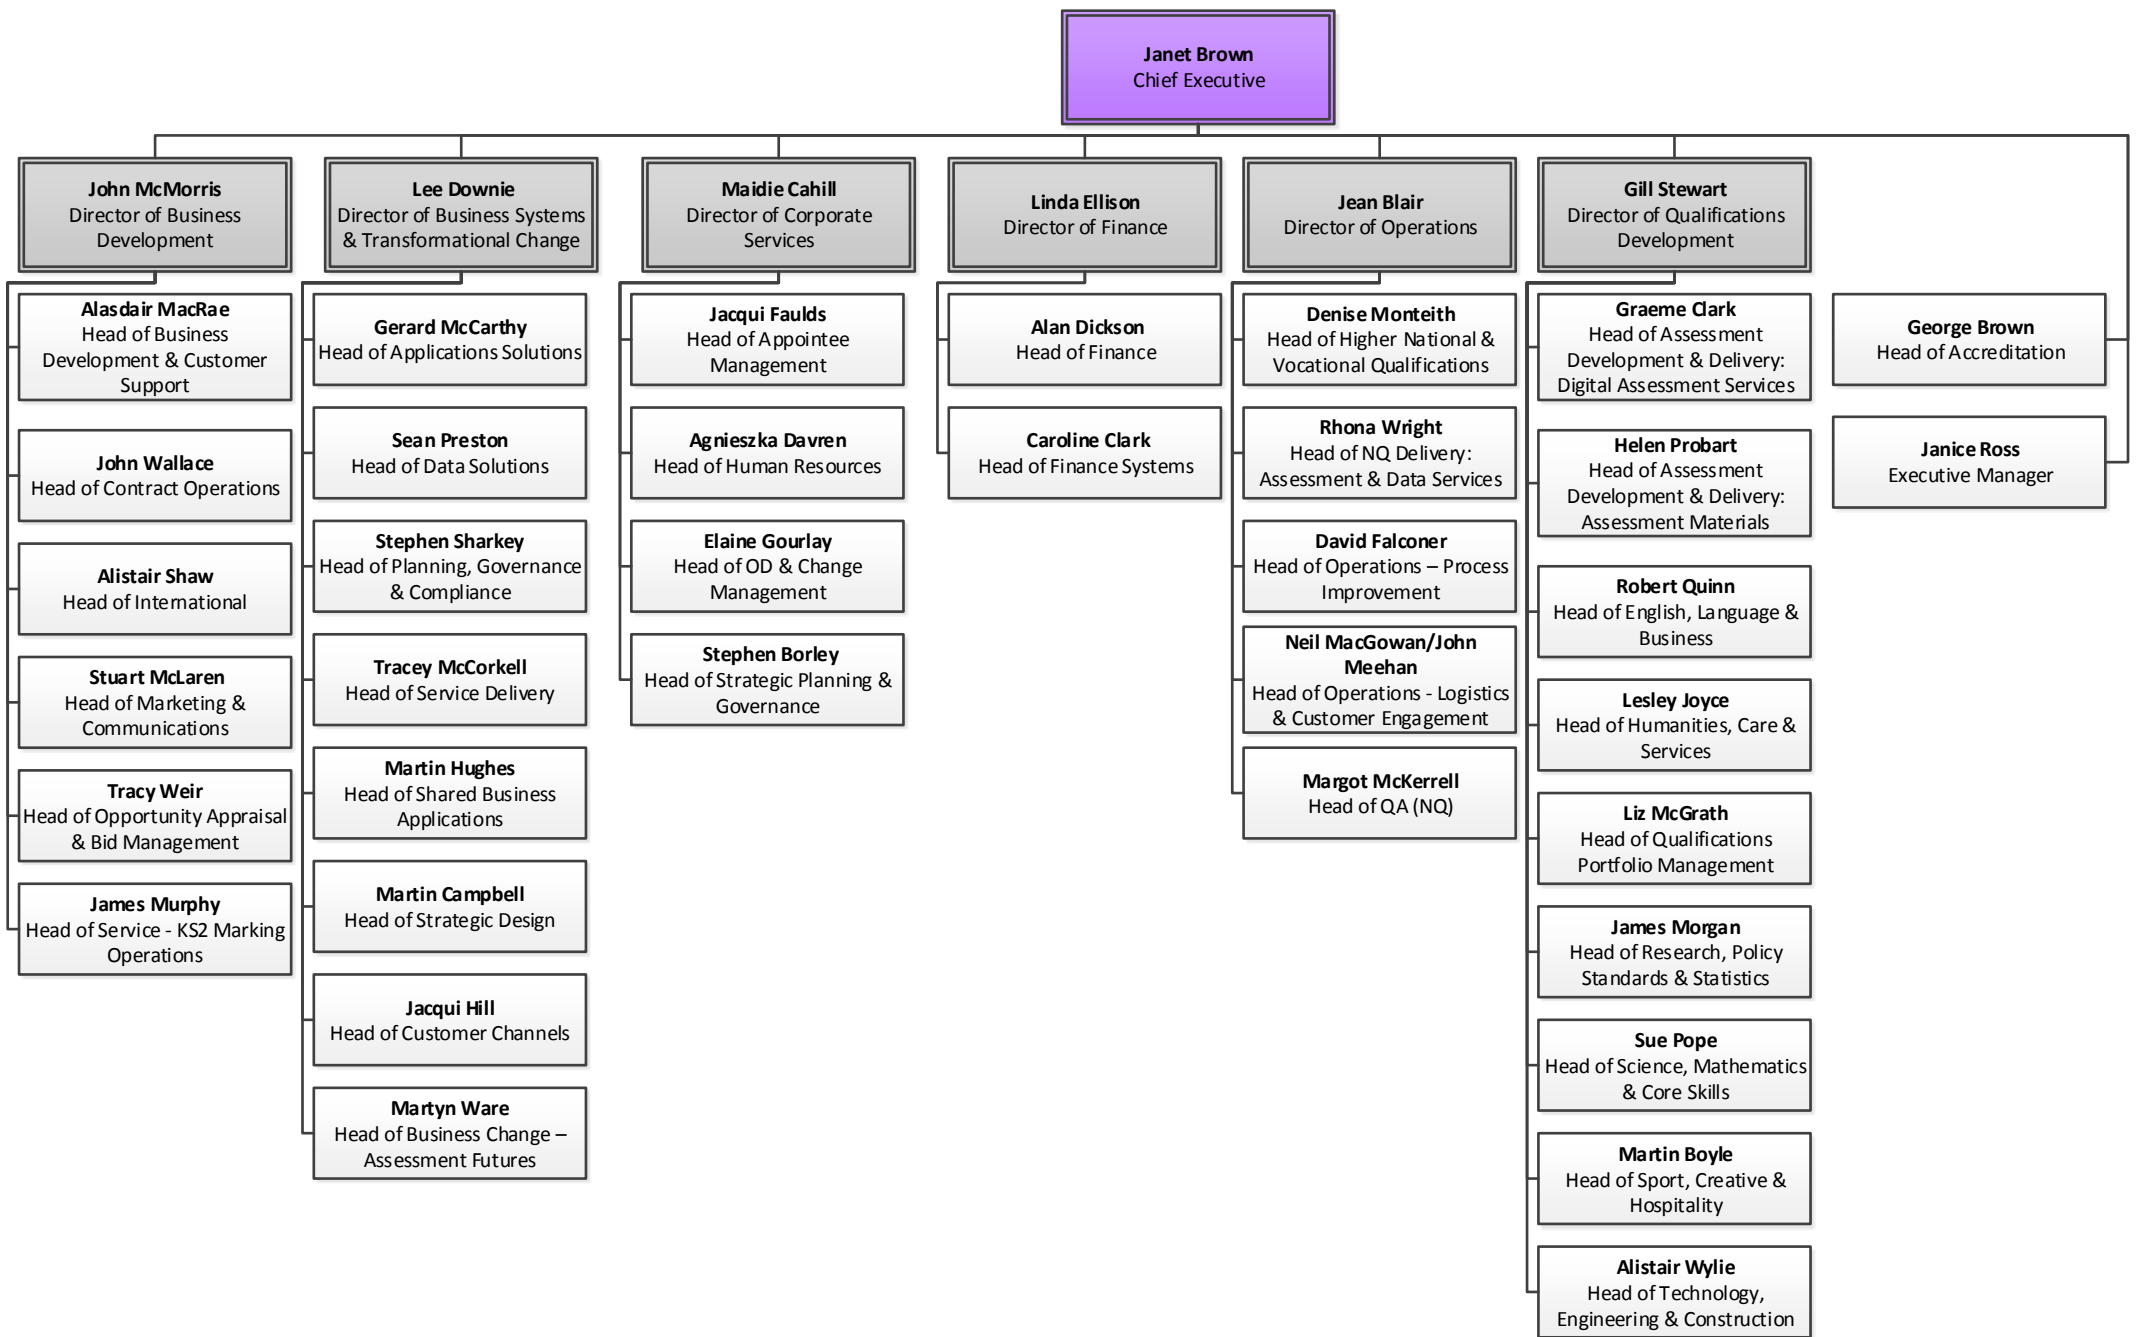 Janet Brown
Chief Executive
John McMorris
Director of Business
Development
Alasdair MacRae
Head of Business
Development & Customer
Support
John Wallace
Head of Contract Operations
Alistair Shaw
Head of International
Stuart McLaren
Head of Marketing &
Communications
Tracy Weir
Head of Opportunity Appraisal
& Bid Management
James Murphy
Head of Service - KS2 Marking
Operations
Lee Downie
Director of Business Systems
& Transformational Change
Gerard McCarthy
Head of Applications Solutions
Sean Preston
Head of Data Solutions
Stephen Sharkey
Head of Planning, Governance
& Compliance
Tracey McCorkell
Head of Service Delivery
Martin Hughes
Head of Shared Business
Applications
Martin Campbell
Head of Strategic Design
Jacqui Hill
Head of Customer Channels
Martyn Ware
Head of Business Change –
Assessment Futures
Maidie Cahill
Director of Corporate
Services
Jacqui Faulds
Head of Appointee
Management
Agnieszka Davren
Head of Human Resources
Elaine Gourlay
Head of OD & Change
Management
Stephen Borley
Head of Strategic Planning &
Governance
Linda Ellison
Director of Finance
Alan Dickson
Head of Finance
Caroline Clark
Head of Finance Systems
Jean Blair
Director of Operations
Denise Monteith
Head of Higher National &
Vocational Qualifications
Rhona Wright
Head of NQ Delivery:
Assessment & Data Services
David Falconer
Head of Operations – Process
Improvement
Neil MacGowan/John
Meehan
Head of Operations - Logistics
& Customer Engagement
Margot McKerrell
Head of QA (NQ)
Gill Stewart
Director of Qualifications
Development
Graeme Clark
Head of Assessment
Development & Delivery:
Digital Assessment Services
Helen Probart
Head of Assessment
Development & Delivery:
Assessment Materials
Robert Quinn
Head of English, Language &
Business
Lesley Joyce
Head of Humanities, Care &
Services
Liz McGrath
Head of Qualifications
Portfolio Management
James Morgan
Head of Research, Policy
Standards & Statistics
Sue Pope
Head of Science, Mathematics
& Core Skills
Martin Boyle
Head of Sport, Creative &
Hospitality
Alistair Wylie
Head of Technology,
Engineering & Construction
George Brown
Head of Accreditation
Janice Ross
Executive Manager